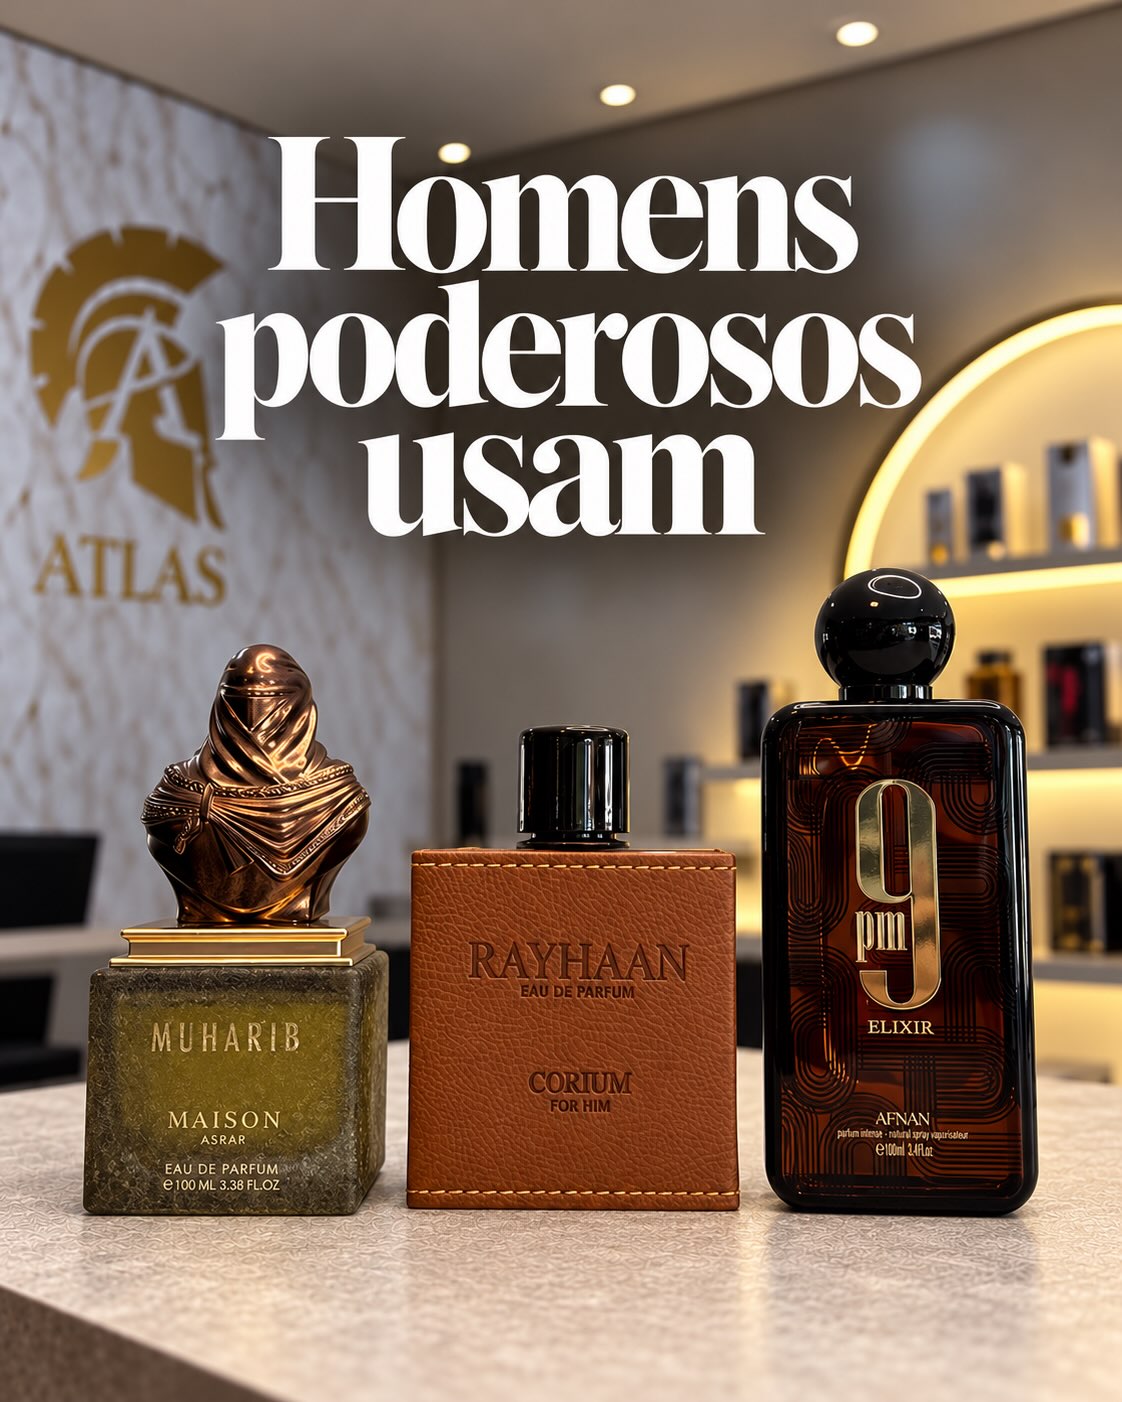 Homens
poderosos
usam
ATLAS
MUHARIB
MAISON
ASRAR
EAU DE PARFUM
℮100 ML 3.38 FL.OZ
RAYHAAN
EAU DE PARFUM
CORIUM
FOR HIM
9
pm
ELIXIR
AFNAN
parfum intense - natural spray vaporisateur
℮100ml 3.4Fl.oz